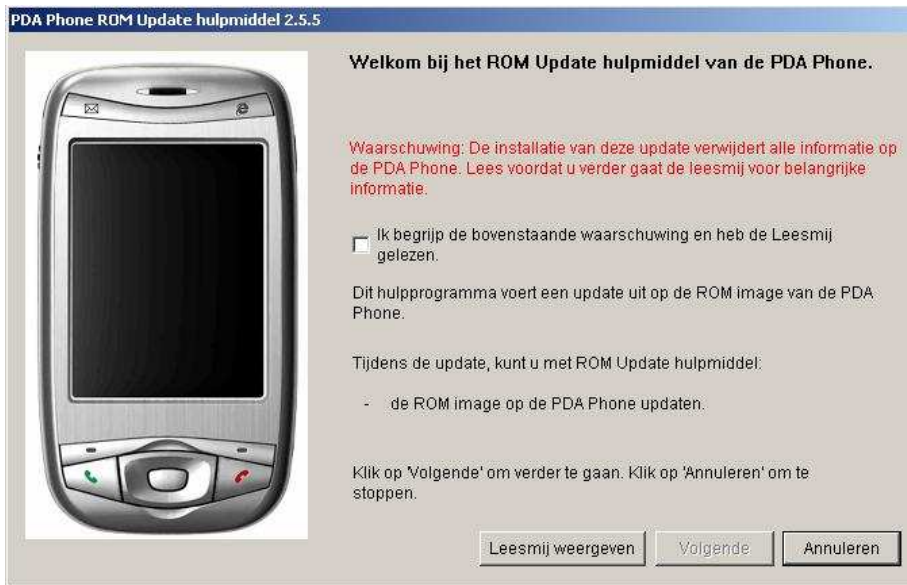 PDA Phone ROM Update hulpmiddel 2.5.5
Welkom bij het ROM Update hulpmiddel van de PDA Phone.
Waarschuwing: De installatie van deze update verwijdert alle informatie op
de PDA Phone. Lees voordat u verder gaat de leesmij voor belangrijke
informatie.
Ik begrijp de bovenstaande waarschuwing en heb de Leesmij
gelezen.
Dit hulpprogramma voert een update uit op de ROM image van de PDA
Phone.
Tijdens de update, kunt u met ROM Update hulpmiddel:
- de ROM image op de PDA Phone updaten.
Klik op 'Volgende' om verder te gaan. Klik op 'Annuleren' om te
stoppen.
Leesmij weergeven
Volgende
Annuleren